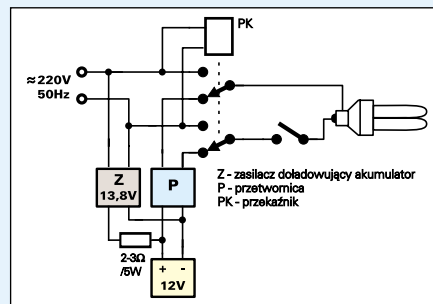 PK
≈220V
50Hz
Z
13,8V
P
Z - zasilacz doładowujący akumulator
P - przetwornica
PK - przekaźnik
2-3Ω
/5W
+ -
12V